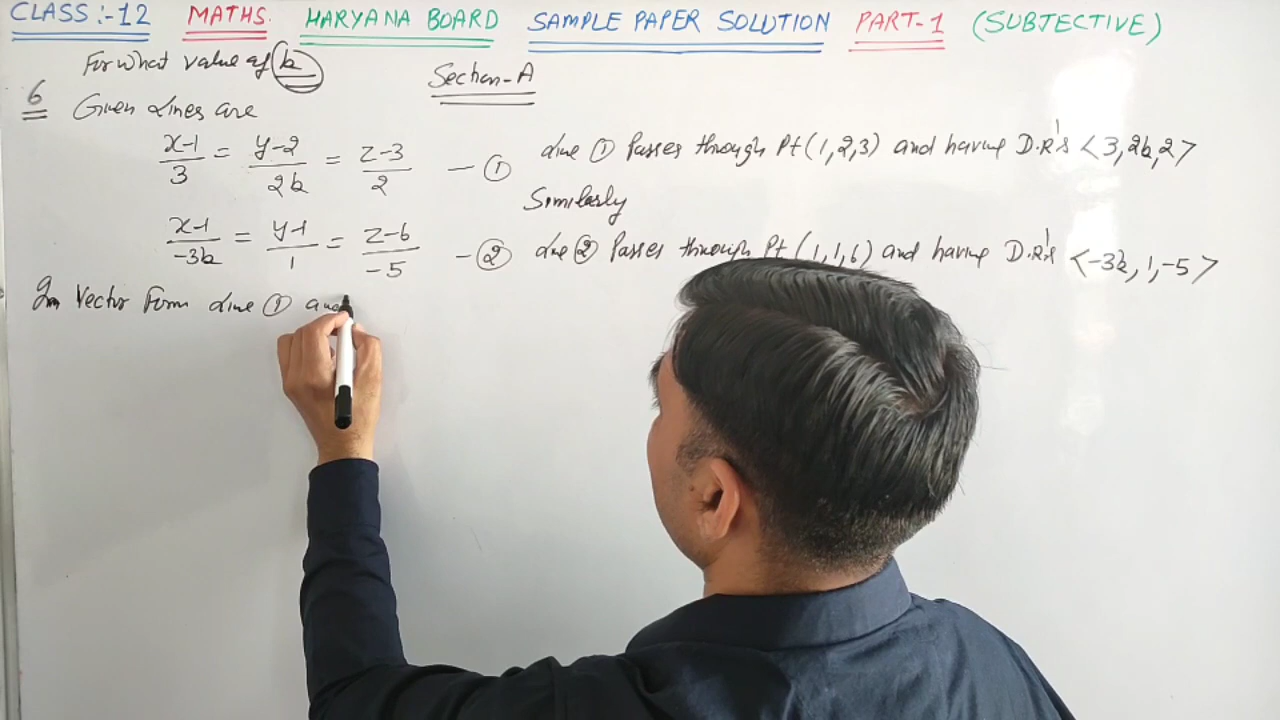 CLASS:-12 MATHS. HARYANA BOARD SAMPLE PAPER SOLUTION PART-1 (SUBJECTIVE)
For what value of k
Section-A
6 Given lines are
x-1/3 = y-2/2k = z-3/2 -①
line ① Passes through Pt(1,2,3) and having D.R's <3,2k,2>
Similarly
x-1/-3k = y-1/1 = z-6/-5 -②
line ② Passes through Pt(1,1,6) and having D.R's <-3k,1,-5>
In Vector Form line ① and